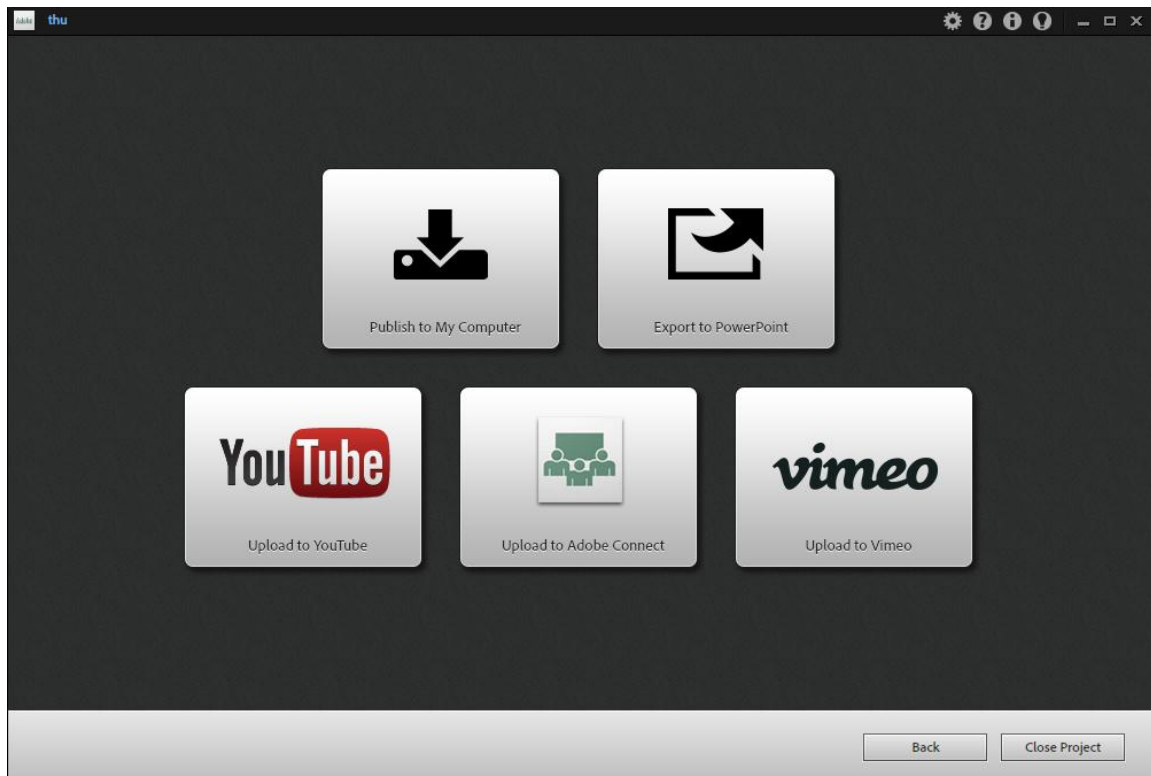 Adobe thu
Publish to My Computer
Export to PowerPoint
YouTube
Upload to YouTube
Upload to Adobe Connect
vimeo
Upload to Vimeo
Back
Close Project